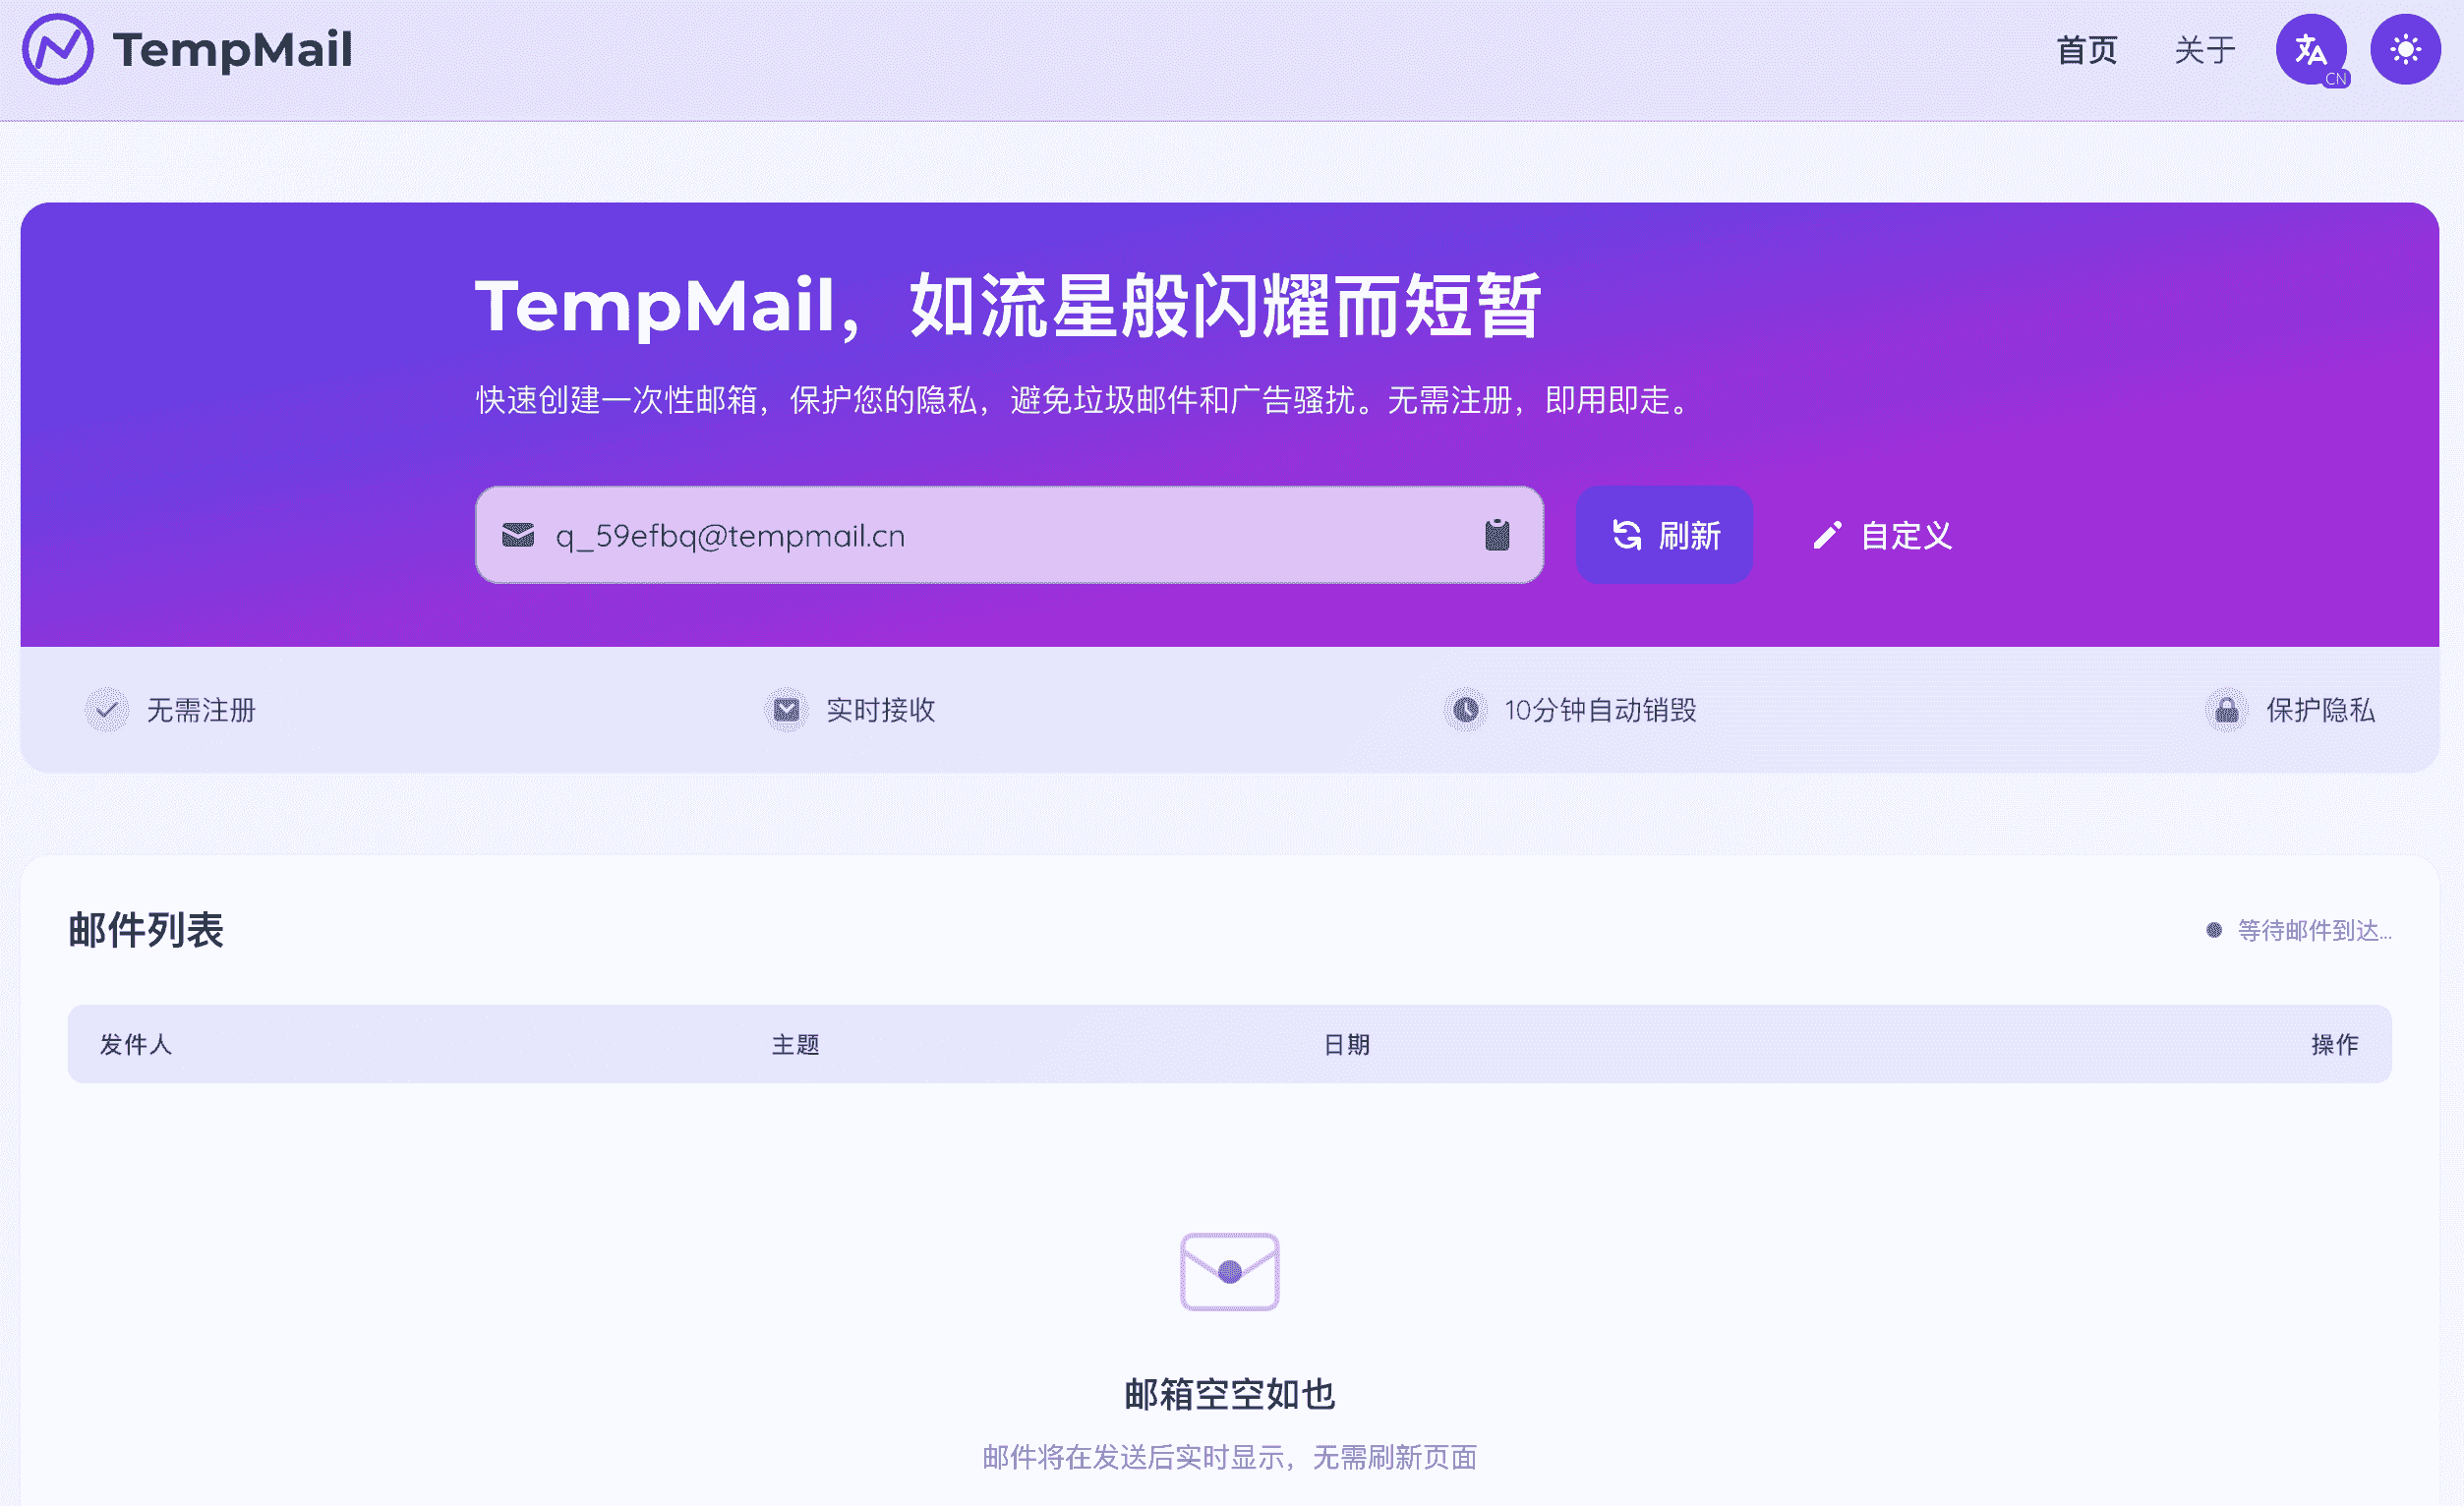 TempMail
首页
关于
CN
TempMail，如流星般闪耀而短暂
快速创建一次性邮箱，保护您的隐私，避免垃圾邮件和广告骚扰。无需注册，即用即走。
q_59efbq@tempmail.cn
刷新
自定义
无需注册
实时接收
10分钟自动销毁
保护隐私
邮件列表
等待邮件到达...
发件人
主题
日期
操作
邮箱空空如也
邮件将在发送后实时显示，无需刷新页面